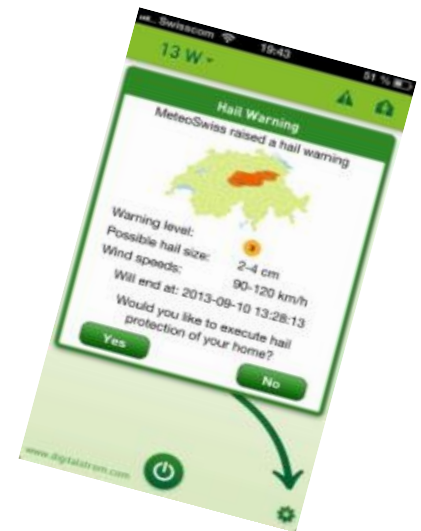 Swisscom 19:43 51 %
13 W
Hail Warning
MeteoSwiss raised a hail warning
Warning level: 3
Possible hail size: 2-4 cm
Wind speeds: 90-120 km/h
Will end at: 2013-09-10 13:28:13
Would you like to execute hail
protection of your home?
Yes No
www.digitalstrom.com